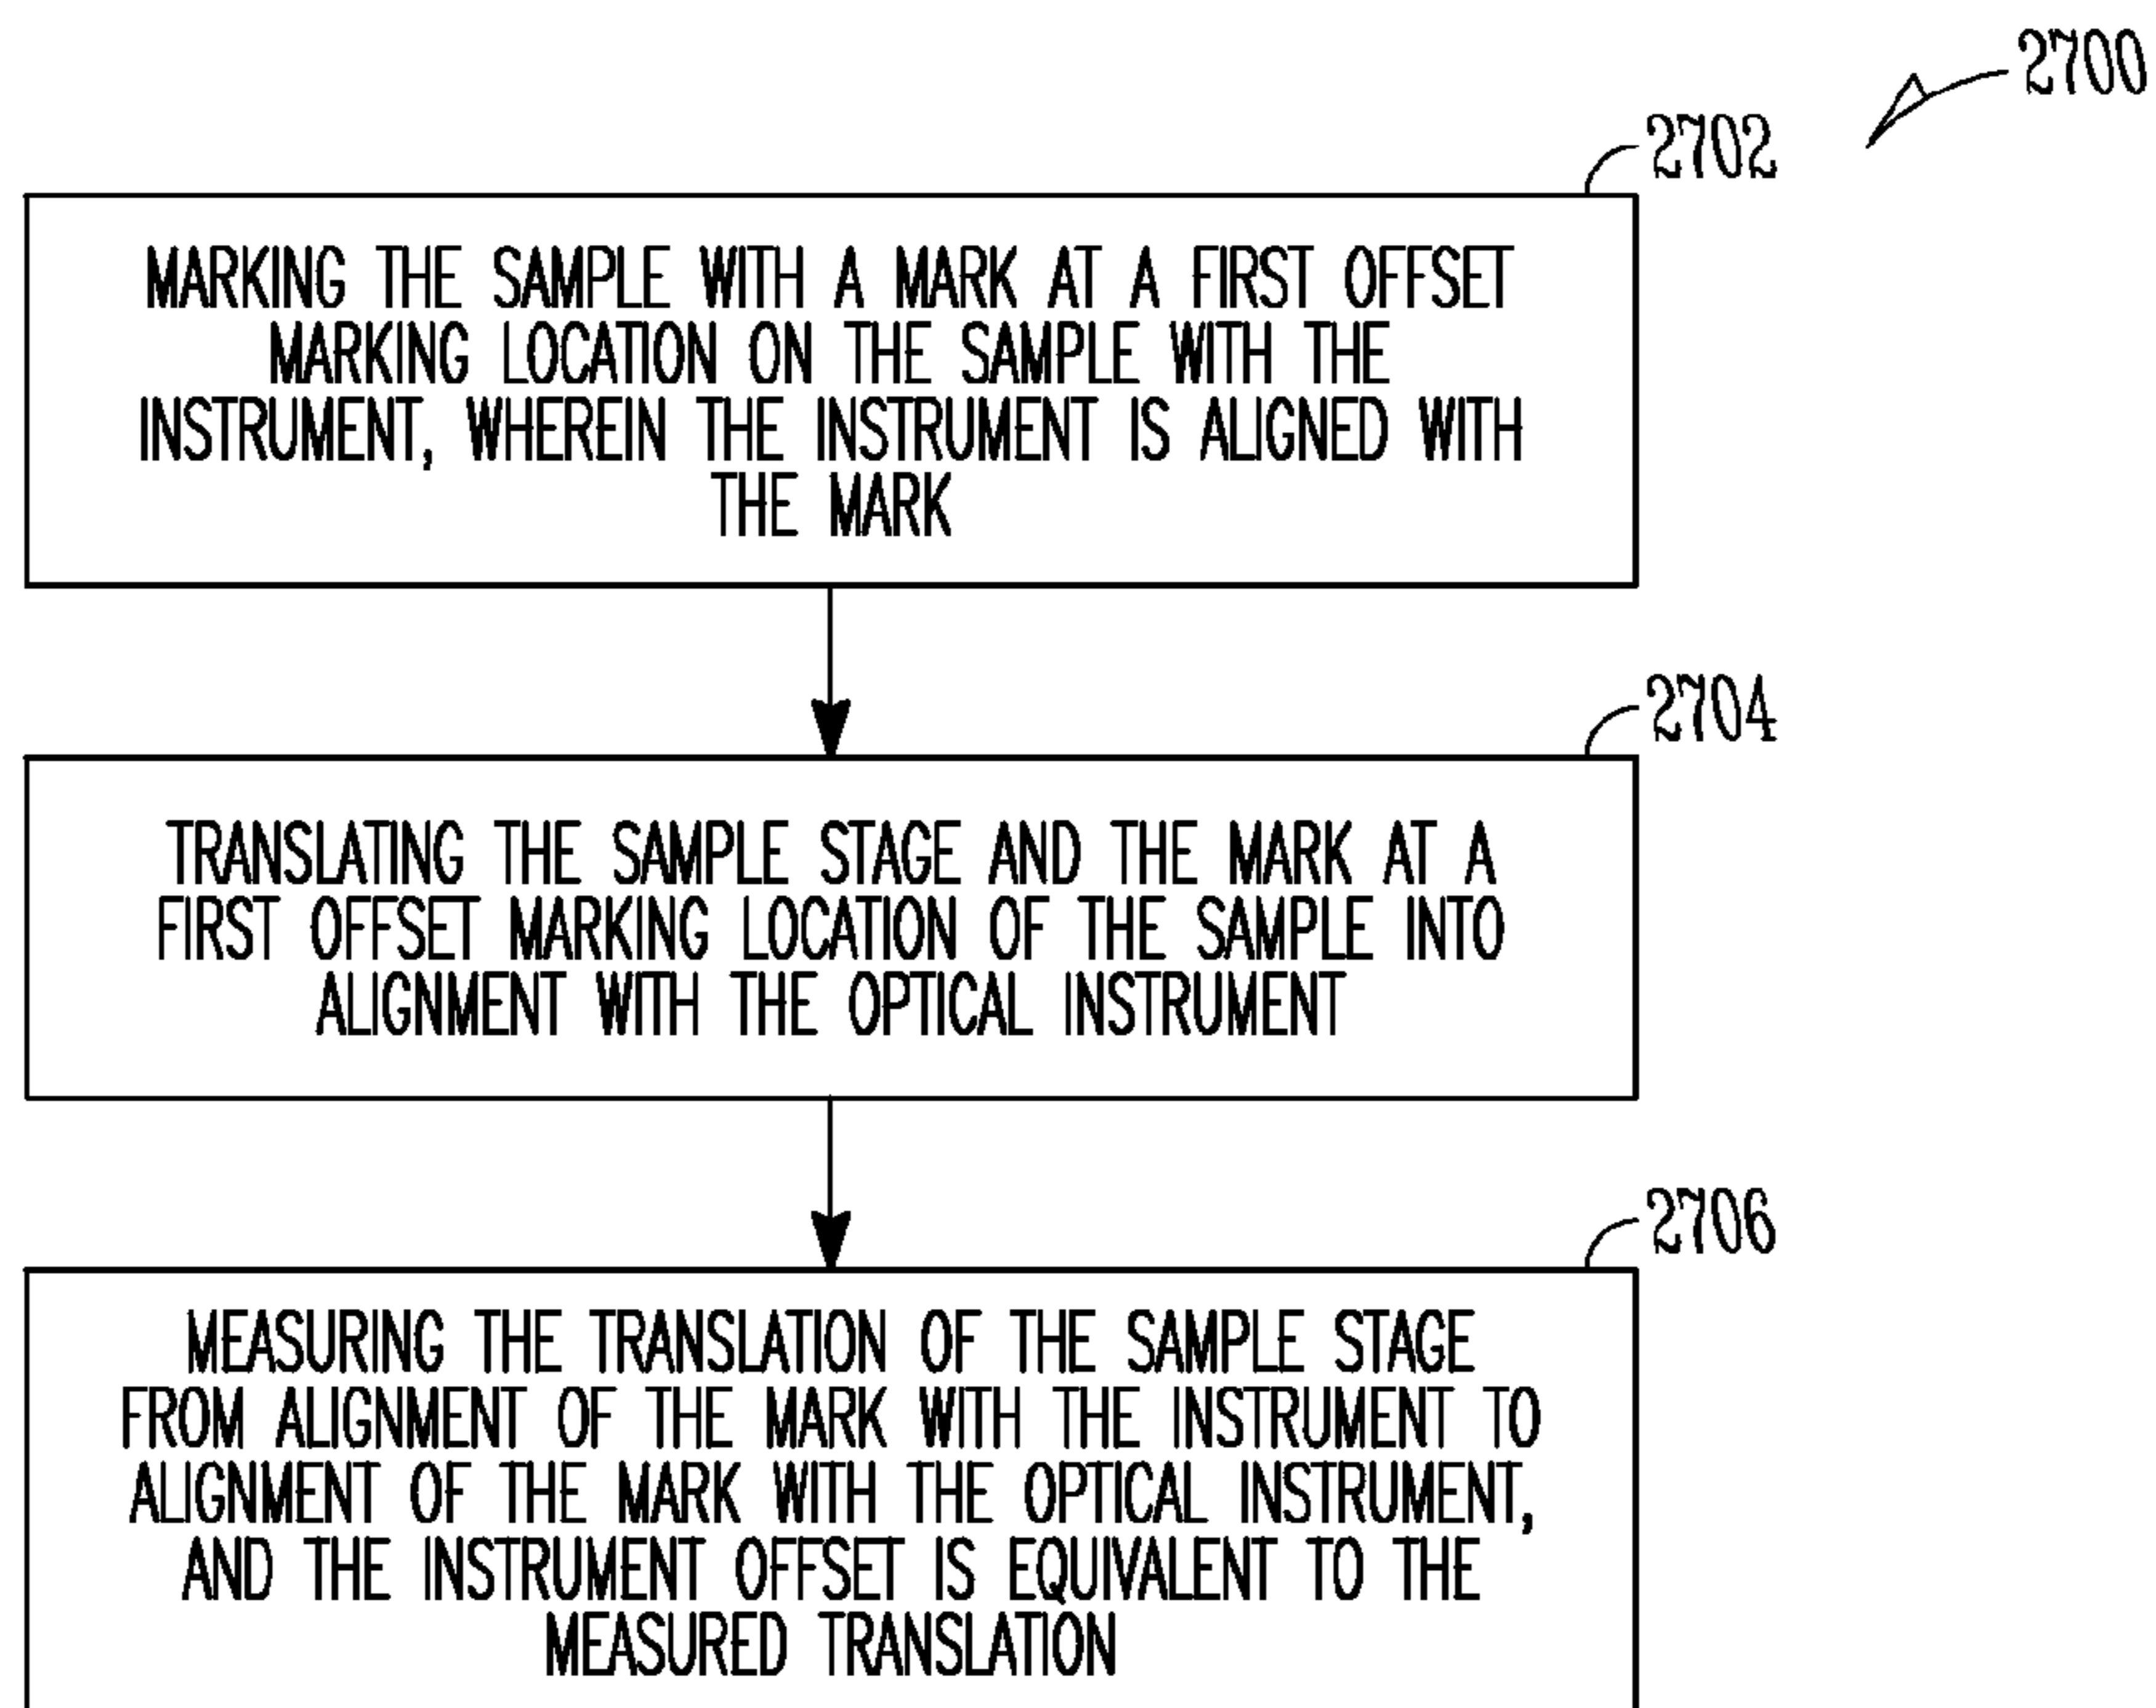 2700
2702
MARKING THE SAMPLE WITH A MARK AT A FIRST OFFSET
MARKING LOCATION ON THE SAMPLE WITH THE
INSTRUMENT, WHEREIN THE INSTRUMENT IS ALIGNED WITH
THE MARK
2704
TRANSLATING THE SAMPLE STAGE AND THE MARK AT A
FIRST OFFSET MARKING LOCATION OF THE SAMPLE INTO
ALIGNMENT WITH THE OPTICAL INSTRUMENT
2706
MEASURING THE TRANSLATION OF THE SAMPLE STAGE
FROM ALIGNMENT OF THE MARK WITH THE INSTRUMENT TO
ALIGNMENT OF THE MARK WITH THE OPTICAL INSTRUMENT,
AND THE INSTRUMENT OFFSET IS EQUIVALENT TO THE
MEASURED TRANSLATION